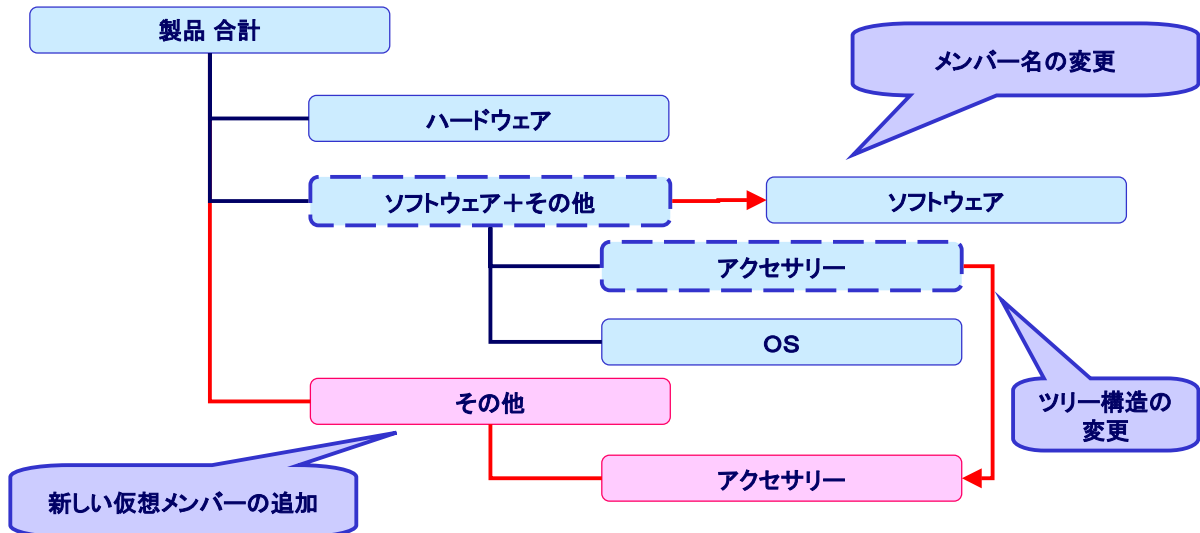 製品 合計
メンバー名の変更
ハードウェア
ソフトウェア＋その他
ソフトウェア
アクセサリー
OS
その他
ツリー構造の
変更
アクセサリー
新しい仮想メンバーの追加